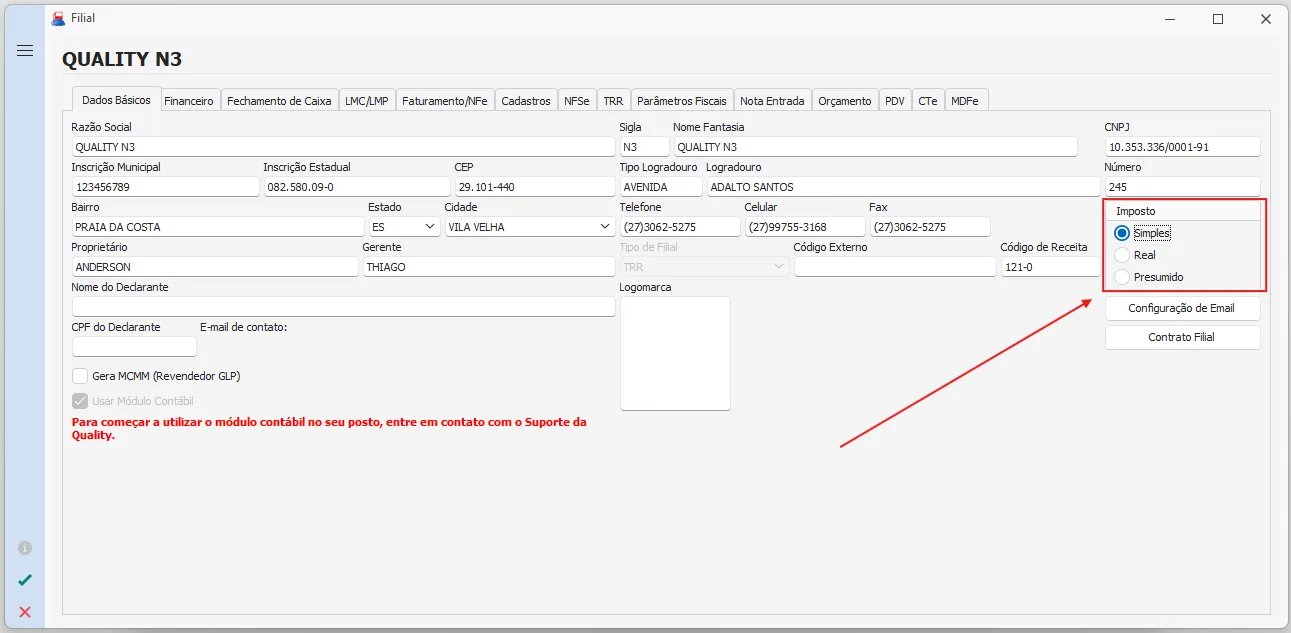 Filial
QUALITY N3
Dados Básicos Financeiro Fechamento de Caixa LMC/LMP Faturamento/NFe Cadastros NFSe TRR Parâmetros Fiscais Nota Entrada Orçamento PDV CTe MDFe
Razão Social Sigla Nome Fantasia CNPJ
QUALITY N3 N3 QUALITY N3 10.353.336/0001-91
Inscrição Municipal Inscrição Estadual CEP Tipo Logradouro Logradouro Número
123456789 082.580.09-0 29.101-440 AVENIDA ADALTO SANTOS 245
Bairro Estado Cidade Telefone Celular Fax Imposto
PRAIA DA COSTA ES VILA VELHA (27)3062-5275 (27)99755-3168 (27)3062-5275 Simples
Proprietário Gerente Tipo de Filial Código Externo Código de Receita Real
ANDERSON THIAGO TRR 121-0 Presumido
Nome do Declarante Logomarca
Configuração de Email
CPF do Declarante E-mail de contato:
Contrato Filial
Gera MCMM (Revendedor GLP)
Usar Módulo Contábil
Para começar a utilizar o módulo contábil no seu posto, entre em contato com o Suporte da
Quality.